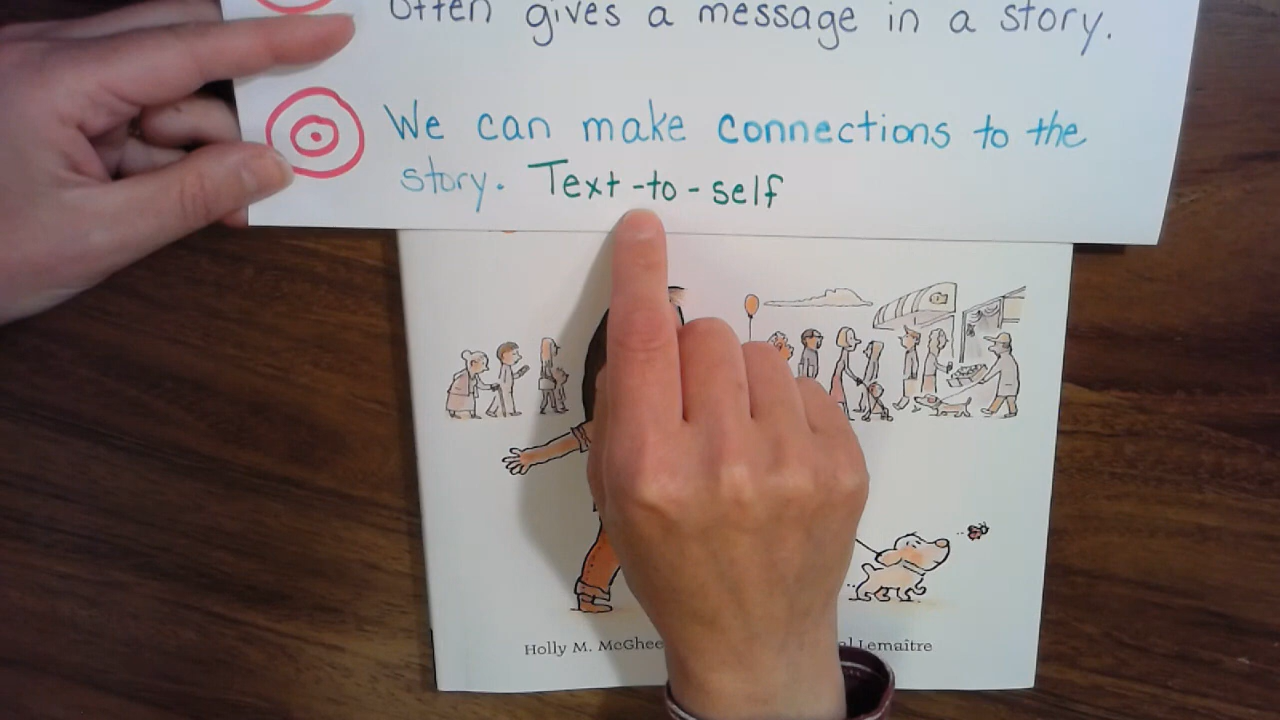 often gives a message in a story.
We can make connections to the
story. Text-to-self
Holly M. McGhee
Lemaître